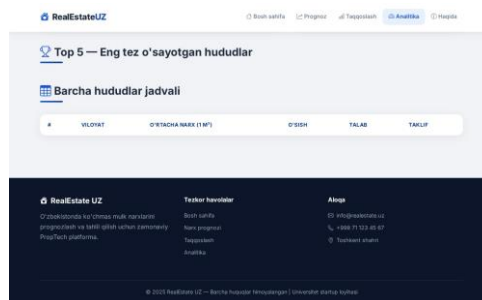 RealEstateUZ
Bosh sahifa Prognoz Taqqoslash Analitika Haqida
Top 5 — Eng tez o'sayotgan hududlar
Barcha hududlar jadvali
# VILOYAT O'RTACHA NARX (1 M²) O'SISH TALAB TAKLIF
RealEstate UZ
O'zbekistonda ko'chmas mulk narxlarini
prognozlash va tahlil qilish uchun zamonaviy
PropTech platforma.
Tezkor havolalar
Bosh sahifa
Narx prognozi
Taqqoslash
Analitika
Aloqa
info@realestate.uz
+998 71 123 45 67
Toshkent shahri
© 2025 RealEstate UZ — Barcha huquqlar himoyalangan | Universitet startup loyihasi